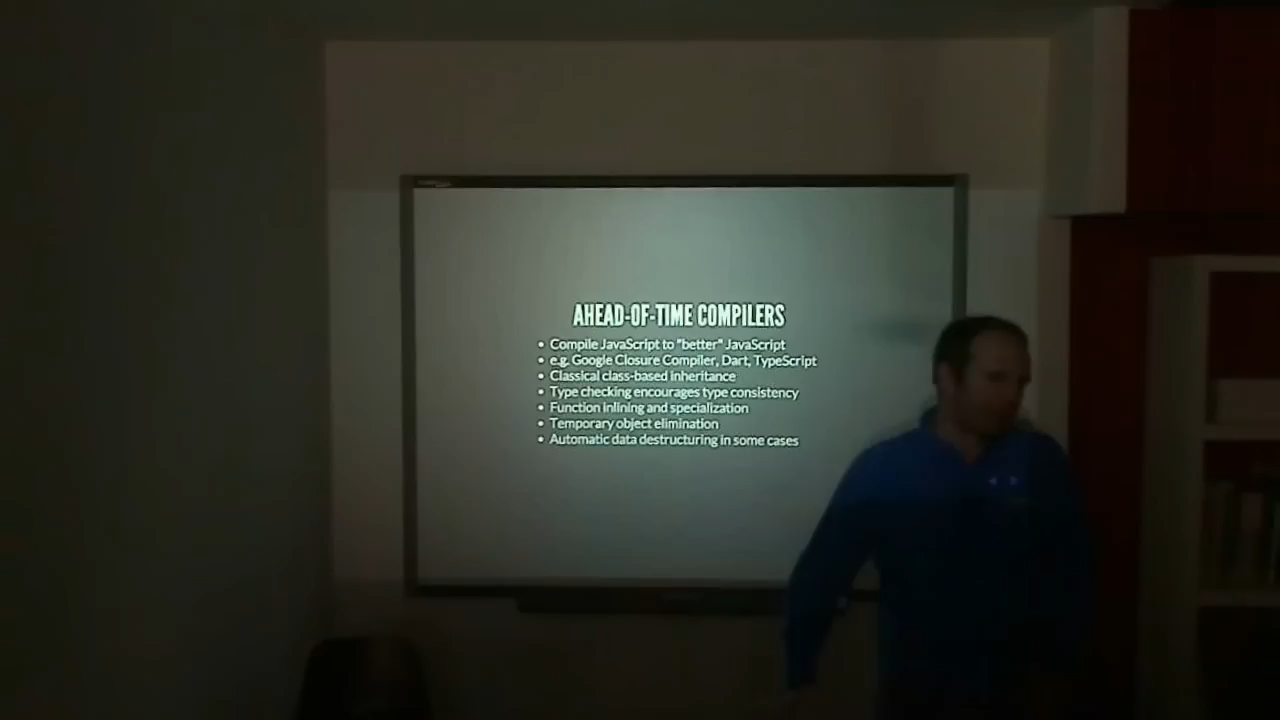 AHEAD-OF-TIME COMPILERS
• Compile JavaScript to "better" JavaScript
• e.g. Google Closure Compiler, Dart, TypeScript
• Classical class-based inheritance
• Type checking encourages type consistency
• Function inlining and specialization
• Temporary object elimination
• Automatic data destructuring in some cases